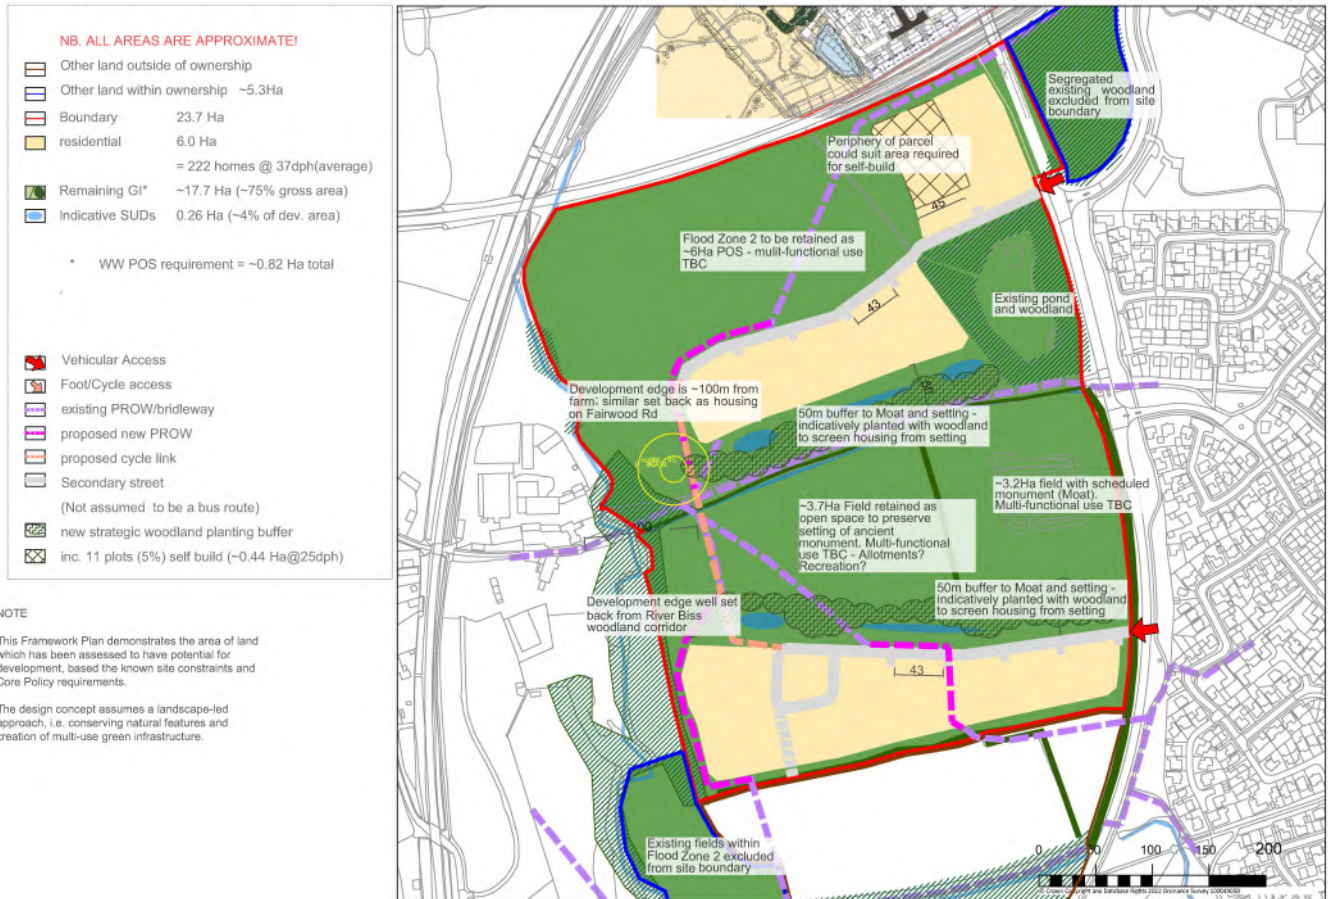 NB. ALL AREAS ARE APPROXIMATE!
Other land outside of ownership
Other land within ownership ~5.3Ha
Boundary 23.7 Ha
residential 6.0 Ha
= 222 homes @ 37dph(average)
Remaining GI* ~17.7 Ha (~75% gross area)
Indicative SUDs 0.26 Ha (~4% of dev. area)
* WW POS requirement = ~0.82 Ha total
.
Vehicular Access
Foot/Cycle access
existing PROW/bridleway
proposed new PROW
proposed cycle link
Secondary street
(Not assumed to be a bus route)
new strategic woodland planting buffer
inc. 11 plots (5%) self build (~0.44 Ha@25dph)
NOTE
This Framework Plan demonstrates the area of land
which has been assessed to have potential for
development, based the known site constraints and
Core Policy requirements.
The design concept assumes a landscape-led
approach, i.e. conserving natural features and
creation of multi-use green infrastructure.
Segregated
existing woodland
excluded from site
boundary
Periphery of parcel
could suit area required
for self-build
45
Flood Zone 2 to be retained as
~6Ha POS - mulit-functional use
TBC
Existing pond
and woodland
43
Development edge is ~100m from
farm; similar set back as housing
on Fairwood Rd
50
50m buffer to Moat and setting -
indicatively planted with woodland
to screen housing from setting
~3.2Ha field with scheduled
monument (Moat).
Multi-functional use TBC
~3.7Ha Field retained as
open space to preserve
setting of ancient
monument. Multi-functional
use TBC - Allotments?
Recreation?
50m buffer to Moat and setting -
indicatively planted with woodland
to screen housing from setting
Development edge well set
back from River Biss
woodland corridor
43
Existing fields within
Flood Zone 2 excluded
from site boundary
0 50 100 150 200
© Crown Copyright and Database Rights 2022 Ordnance Survey 100049050